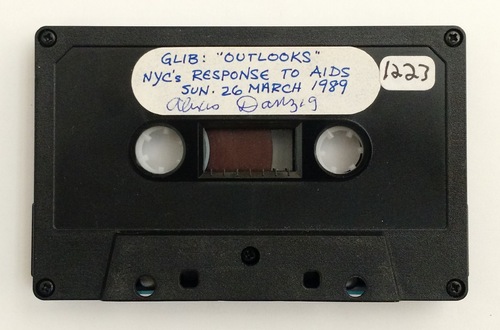 GLIB: "OUTLOOKS"
NYC's RESPONSE TO AIDS
SUN. 26 MARCH 1989
Alexis Danzig
1223